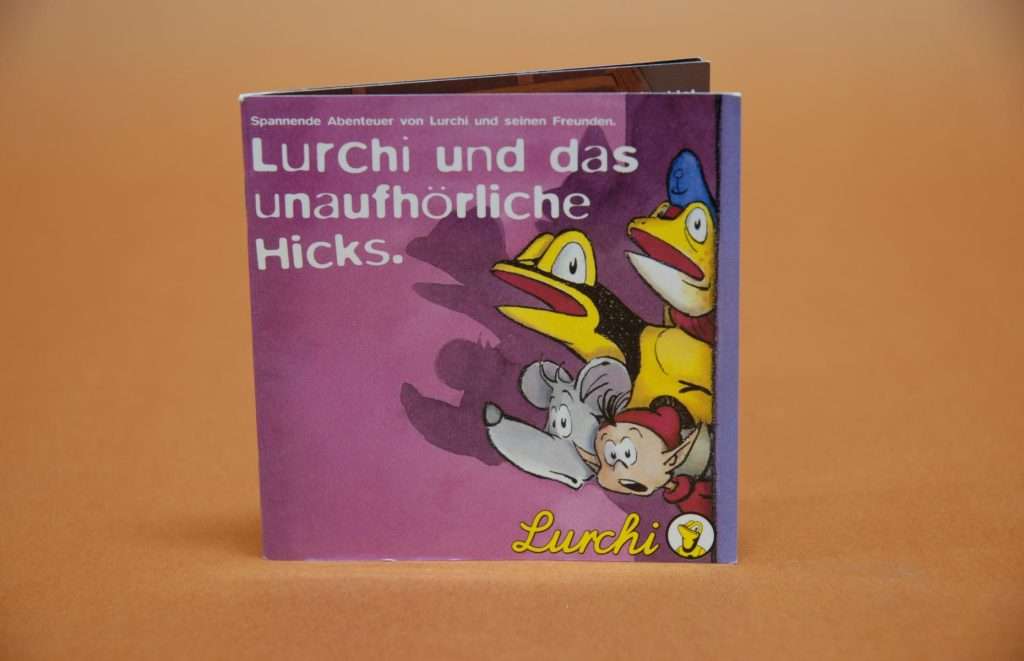 Spannende Abenteuer von Lurchi und seinen Freunden.
Lurchi und das
unaufhörliche
Hicks.
Lurchi